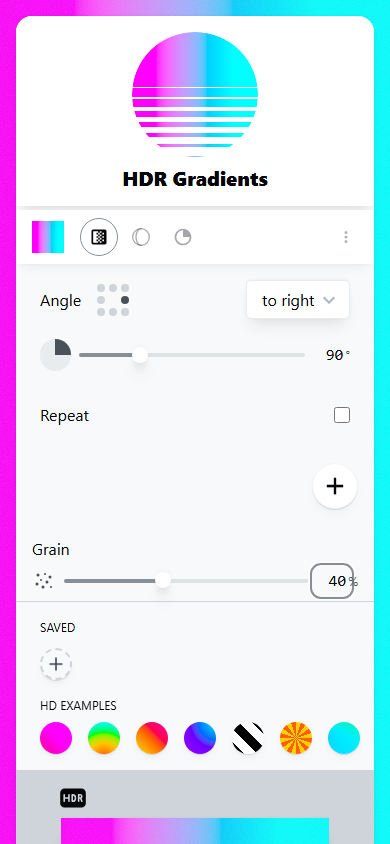 HDR Gradients
Angle
to right
90°
Repeat
Grain
40%
SAVED
HD EXAMPLES
HDR